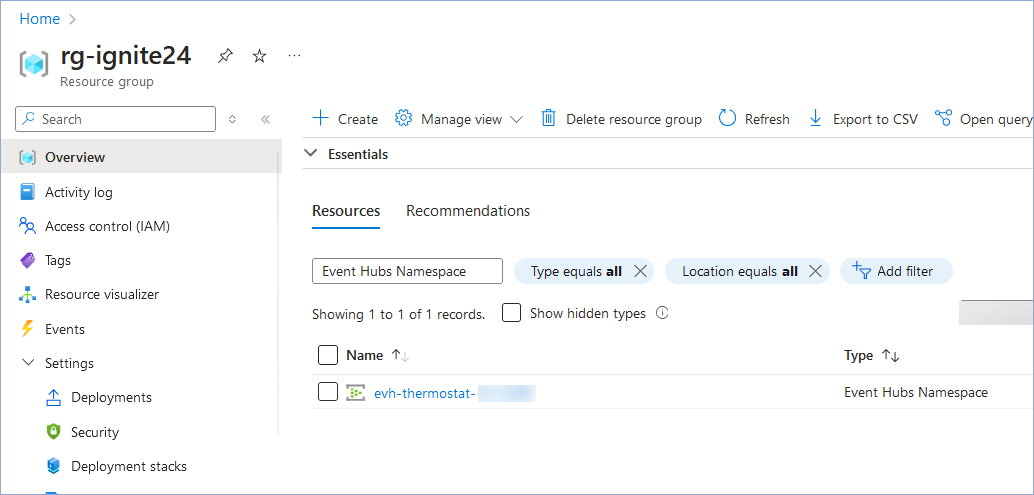 Home
rg-ignite24
Resource group
Search
Create Manage view Delete resource group Refresh Export to CSV Open query
Essentials
Overview
Activity log
Access control (IAM)
Tags
Resource visualizer
Events
Settings
Deployments
Security
Deployment stacks
Resources Recommendations
Event Hubs Namespace Type equals all Location equals all Add filter
Showing 1 to 1 of 1 records. Show hidden types
Name Type
evh-thermostat- Event Hubs Namespace